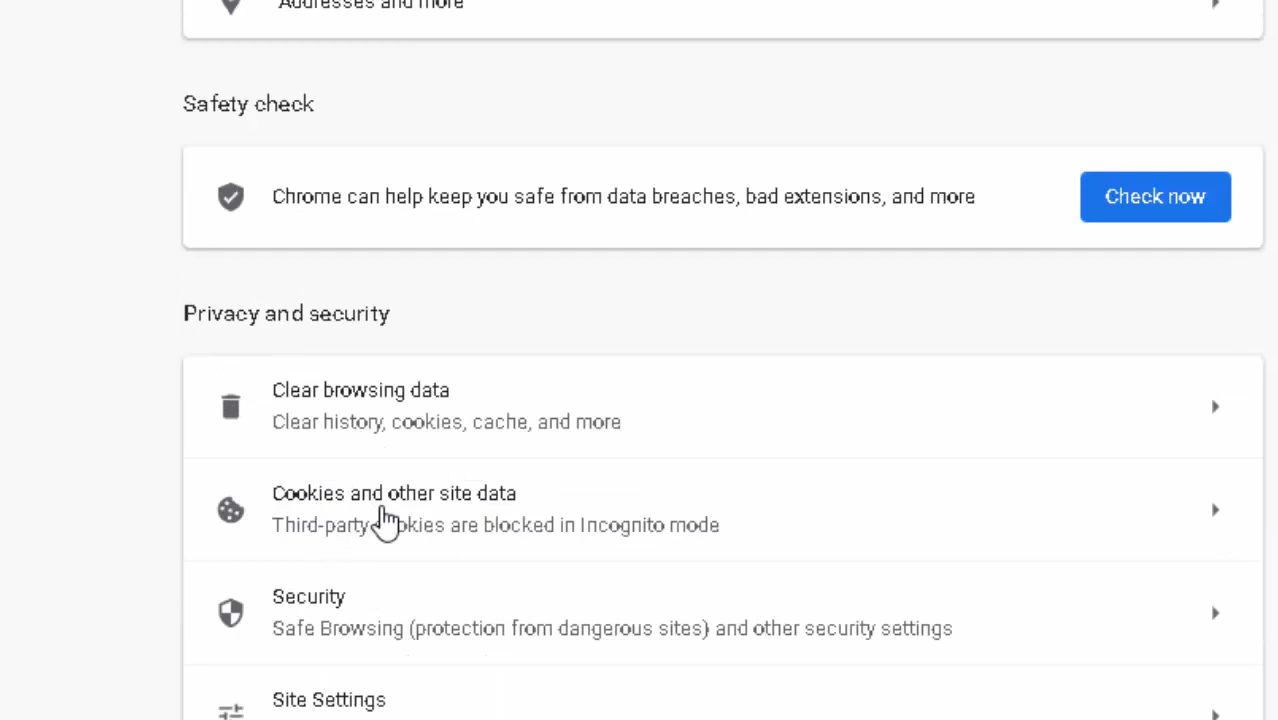 Addresses and more
Safety check
Chrome can help keep you safe from data breaches, bad extensions, and more
Check now
Privacy and security
Clear browsing data
Clear history, cookies, cache, and more
Cookies and other site data
Third-party cookies are blocked in Incognito mode
Security
Safe Browsing (protection from dangerous sites) and other security settings
Site Settings